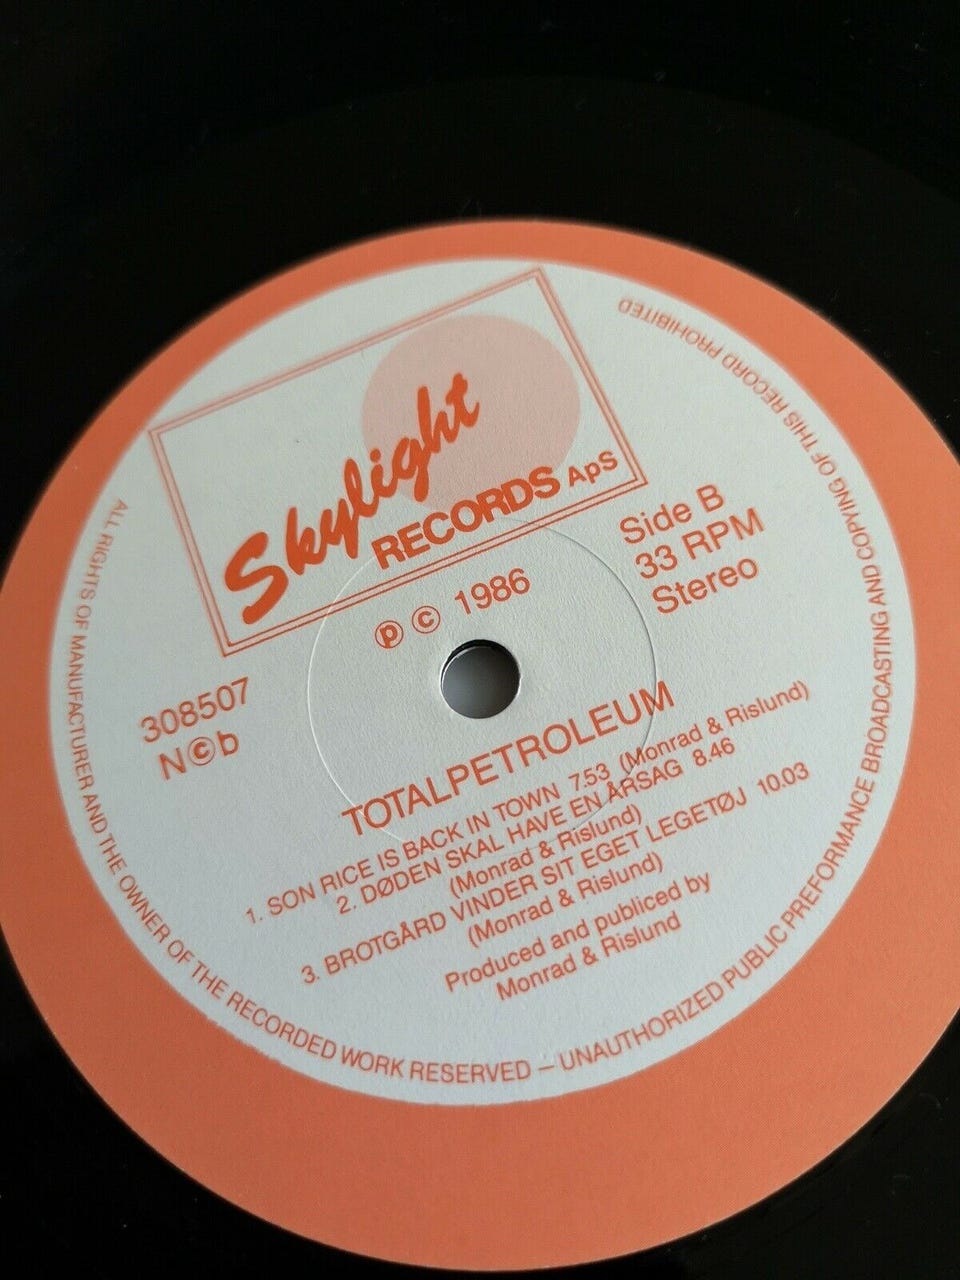 Skylight
RECORDS ApS
℗ © 1986
Side B
33 RPM
Stereo
308507
N©b
TOTALPETROLEUM
1. SON RICE IS BACK IN TOWN 7.53 (Monrad & Rislund)
2. DØDEN SKAL HAVE EN ÅRSAG 8.46
(Monrad & Rislund)
3. BROTGÅRD VINDER SIT EGET LEGETØJ 10.03
(Monrad & Rislund)
Produced and publiced by
Monrad & Rislund
ALL RIGHTS OF MANUFACTURER AND THE OWNER OF THE RECORDED WORK RESERVED – UNAUTHORIZED PUBLIC PREFORMANCE BROADCASTING AND COPYING OF THIS RECORD PROHIBITED